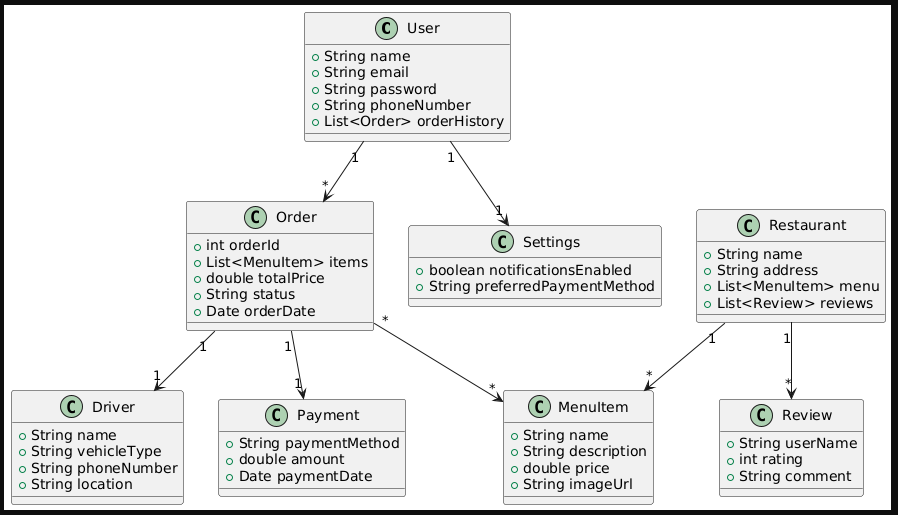 C User
String name
String email
String password
String phoneNumber
List<Order> orderHistory
1
1
*
1
C Order
int orderId
List<MenuItem> items
double totalPrice
String status
Date orderDate
C Settings
boolean notificationsEnabled
String preferredPaymentMethod
C Restaurant
String name
String address
List<MenuItem> menu
List<Review> reviews
1
1
*
1
1
1
1
*
*
*
C Driver
String name
String vehicleType
String phoneNumber
String location
C Payment
String paymentMethod
double amount
Date paymentDate
C MenuItem
String name
String description
double price
String imageUrl
C Review
String userName
int rating
String comment